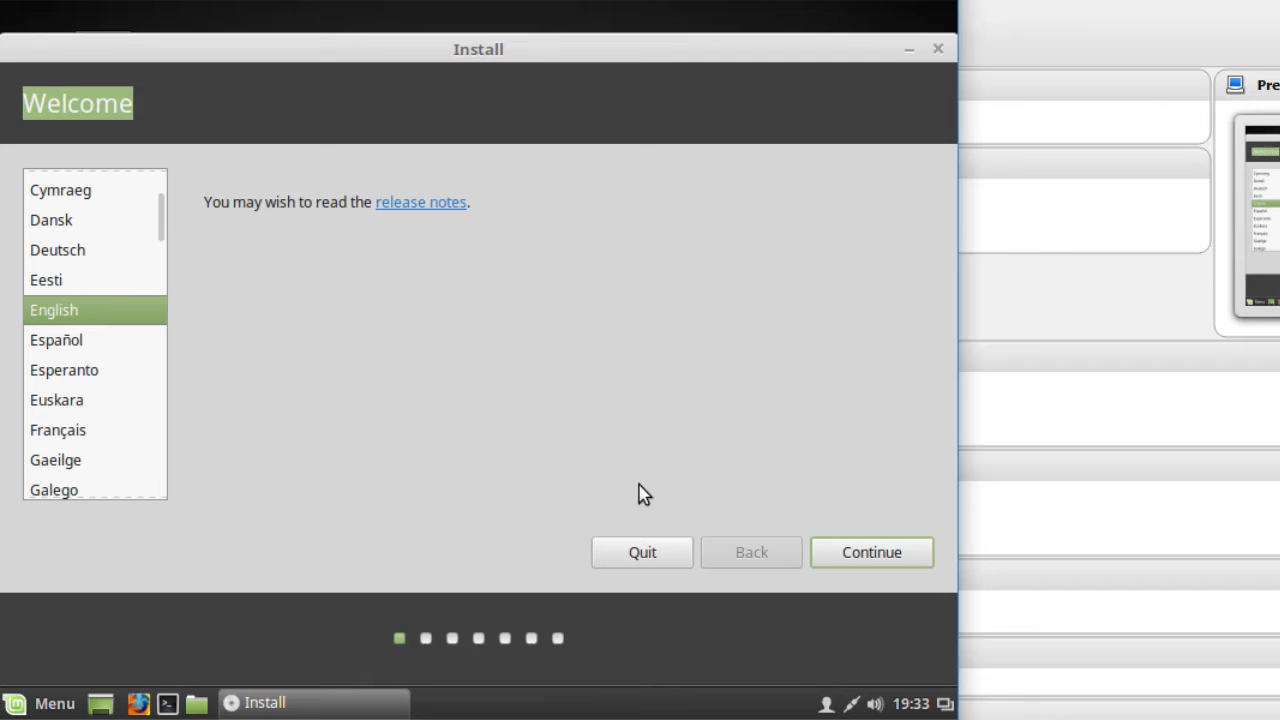 Install
Welcome
Pre
Cymraeg
Dansk
Deutsch
Eesti
English
Español
Esperanto
Euskara
Français
Gaeilge
Galego
You may wish to read the release notes.
Quit
Back
Continue
Menu
Install
19:33